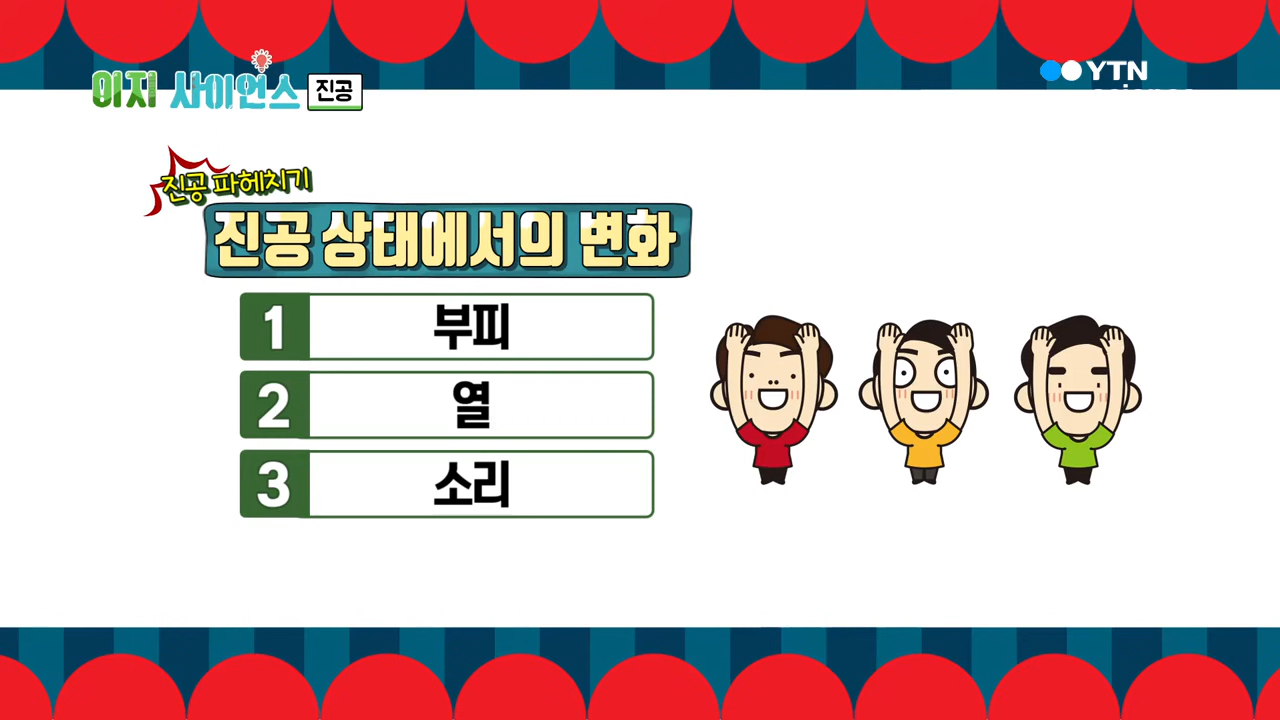 이지 사이언스 진공
YTN
science
진공 파헤치기
진공 상태에서의 변화
1 부피
2 열
3 소리